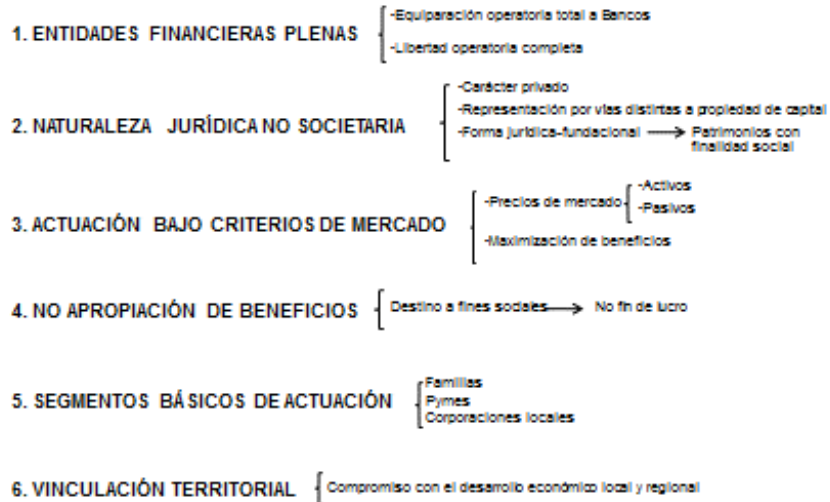 1. ENTIDADES FINANCIERAS PLENAS
-Equiparación operatoria total a Bancos
-Libertad operatoria completa
2. NATURALEZA JURÍDICA NO SOCIETARIA
-Carácter privado
-Representación por vías distintas a propiedad de capital
-Forma jurídica-fundacional → Patrimonios con
finalidad social
3. ACTUACIÓN BAJO CRITERIOS DE MERCADO
-Precios de mercado
-Activos
-Pasivos
-Maximización de beneficios
4. NO APROPIACIÓN DE BENEFICIOS
Destino a fines sociales → No fin de lucro
5. SEGMENTOS BÁSICOS DE ACTUACIÓN
Familias
Pymes
Corporaciones locales
6. VINCULACIÓN TERRITORIAL
Compromiso con el desarrollo económico local y regional